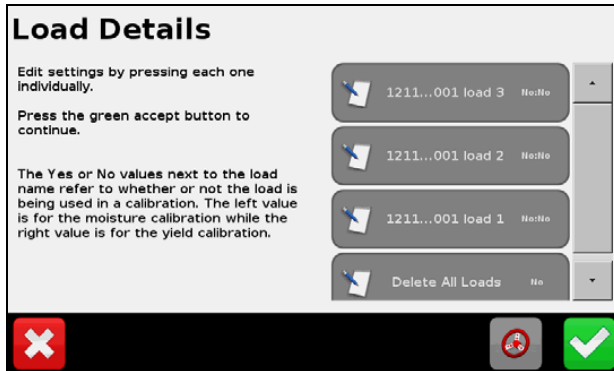 Load Details
Edit settings by pressing each one
individually.
Press the green accept button to
continue.
The Yes or No values next to the load
name refer to whether or not the load is
being used in a calibration. The left value
is for the moisture calibration while the
right value is for the yield calibration.
1211...001 load 3 No:No
1211...001 load 2 No:No
1211...001 load 1 No:No
Delete All Loads No